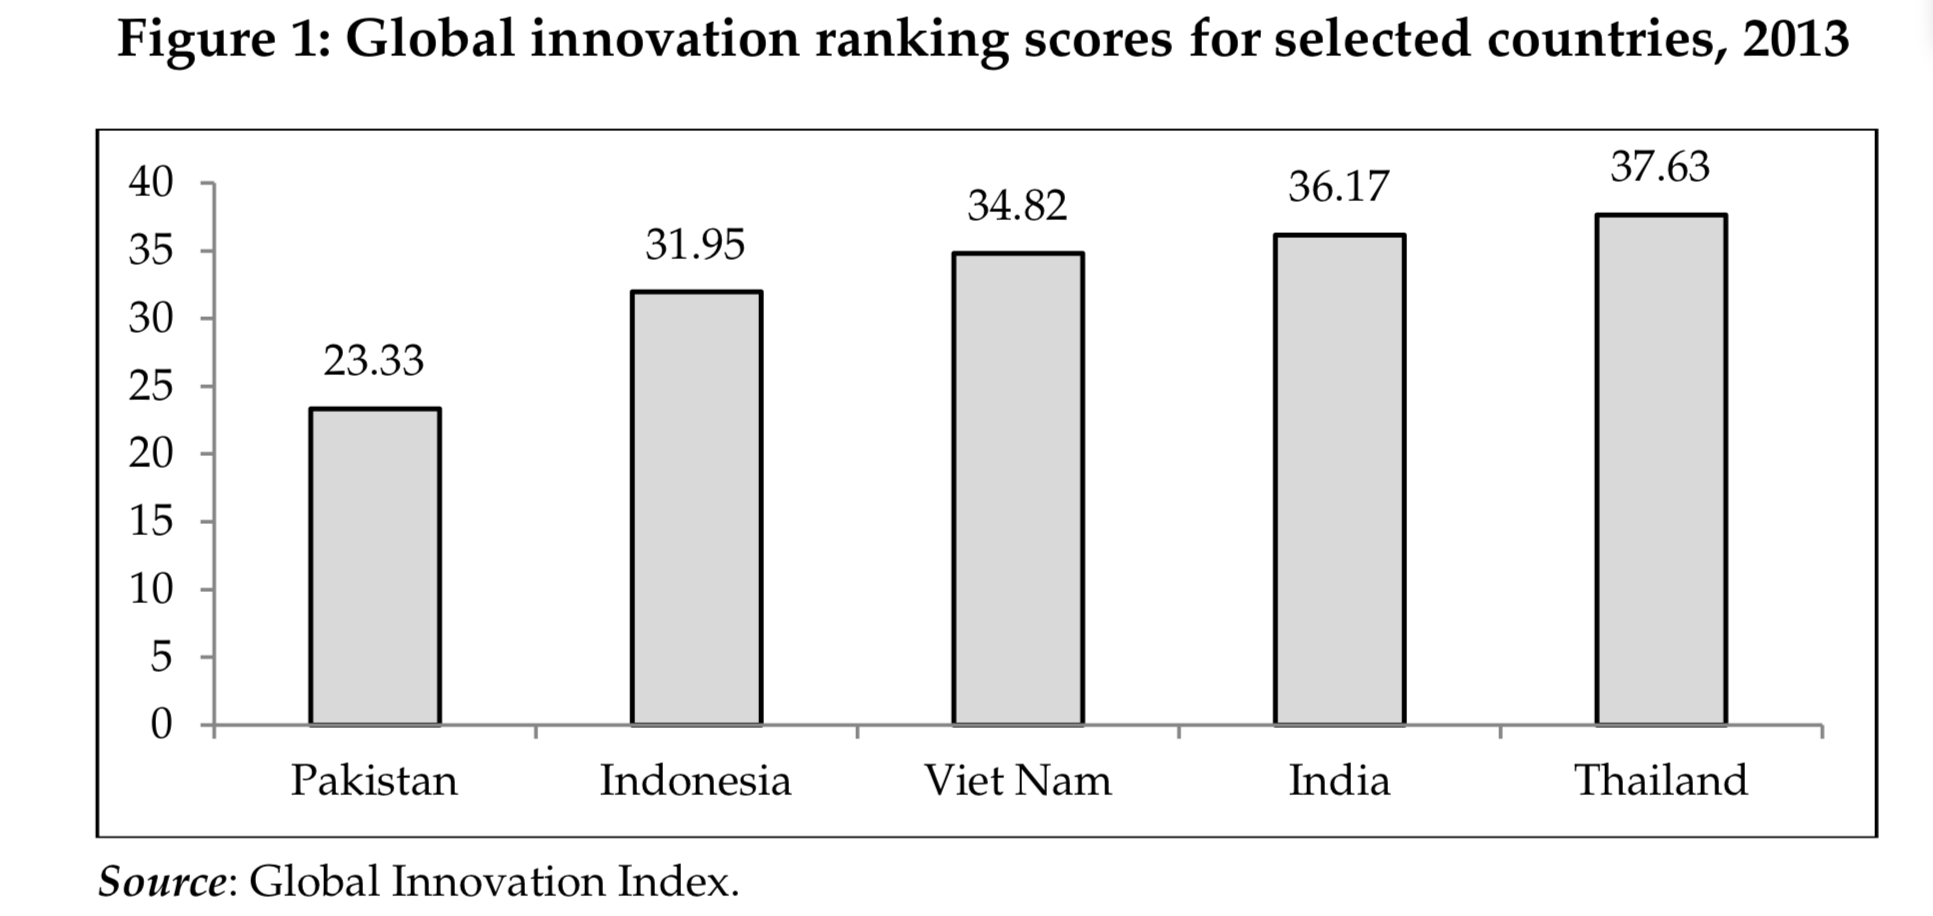 Figure 1: Global innovation ranking scores for selected countries, 2013
40
35
30
25
20
15
10
5
0
23.33
31.95
34.82
36.17
37.63
Pakistan
Indonesia
Viet Nam
India
Thailand
Source: Global Innovation Index.